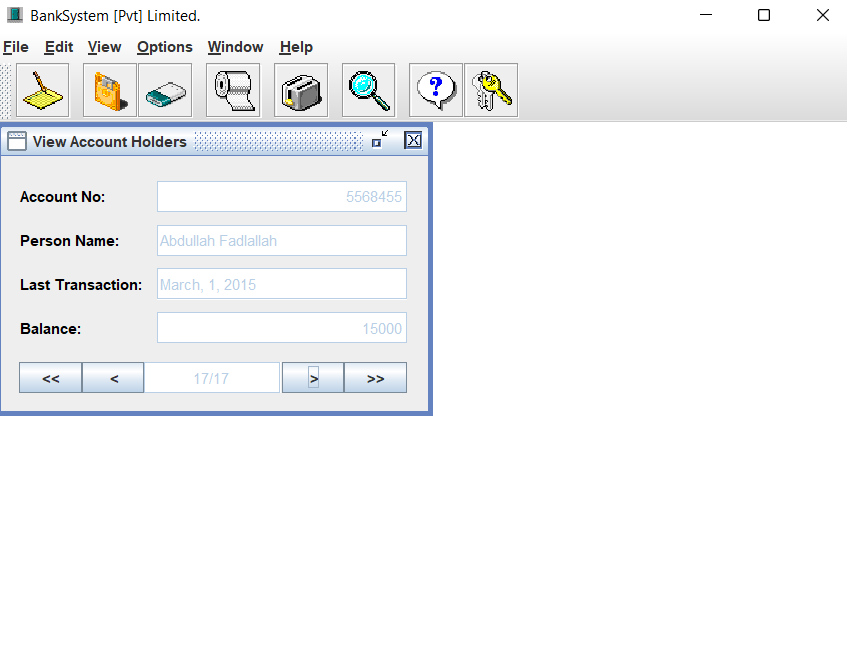 BankSystem [Pvt] Limited.
File Edit View Options Window Help
View Account Holders
Account No: 5568455
Person Name: Abdullah Fadlallah
Last Transaction: March, 1, 2015
Balance: 15000
<< < 17/17 > >>